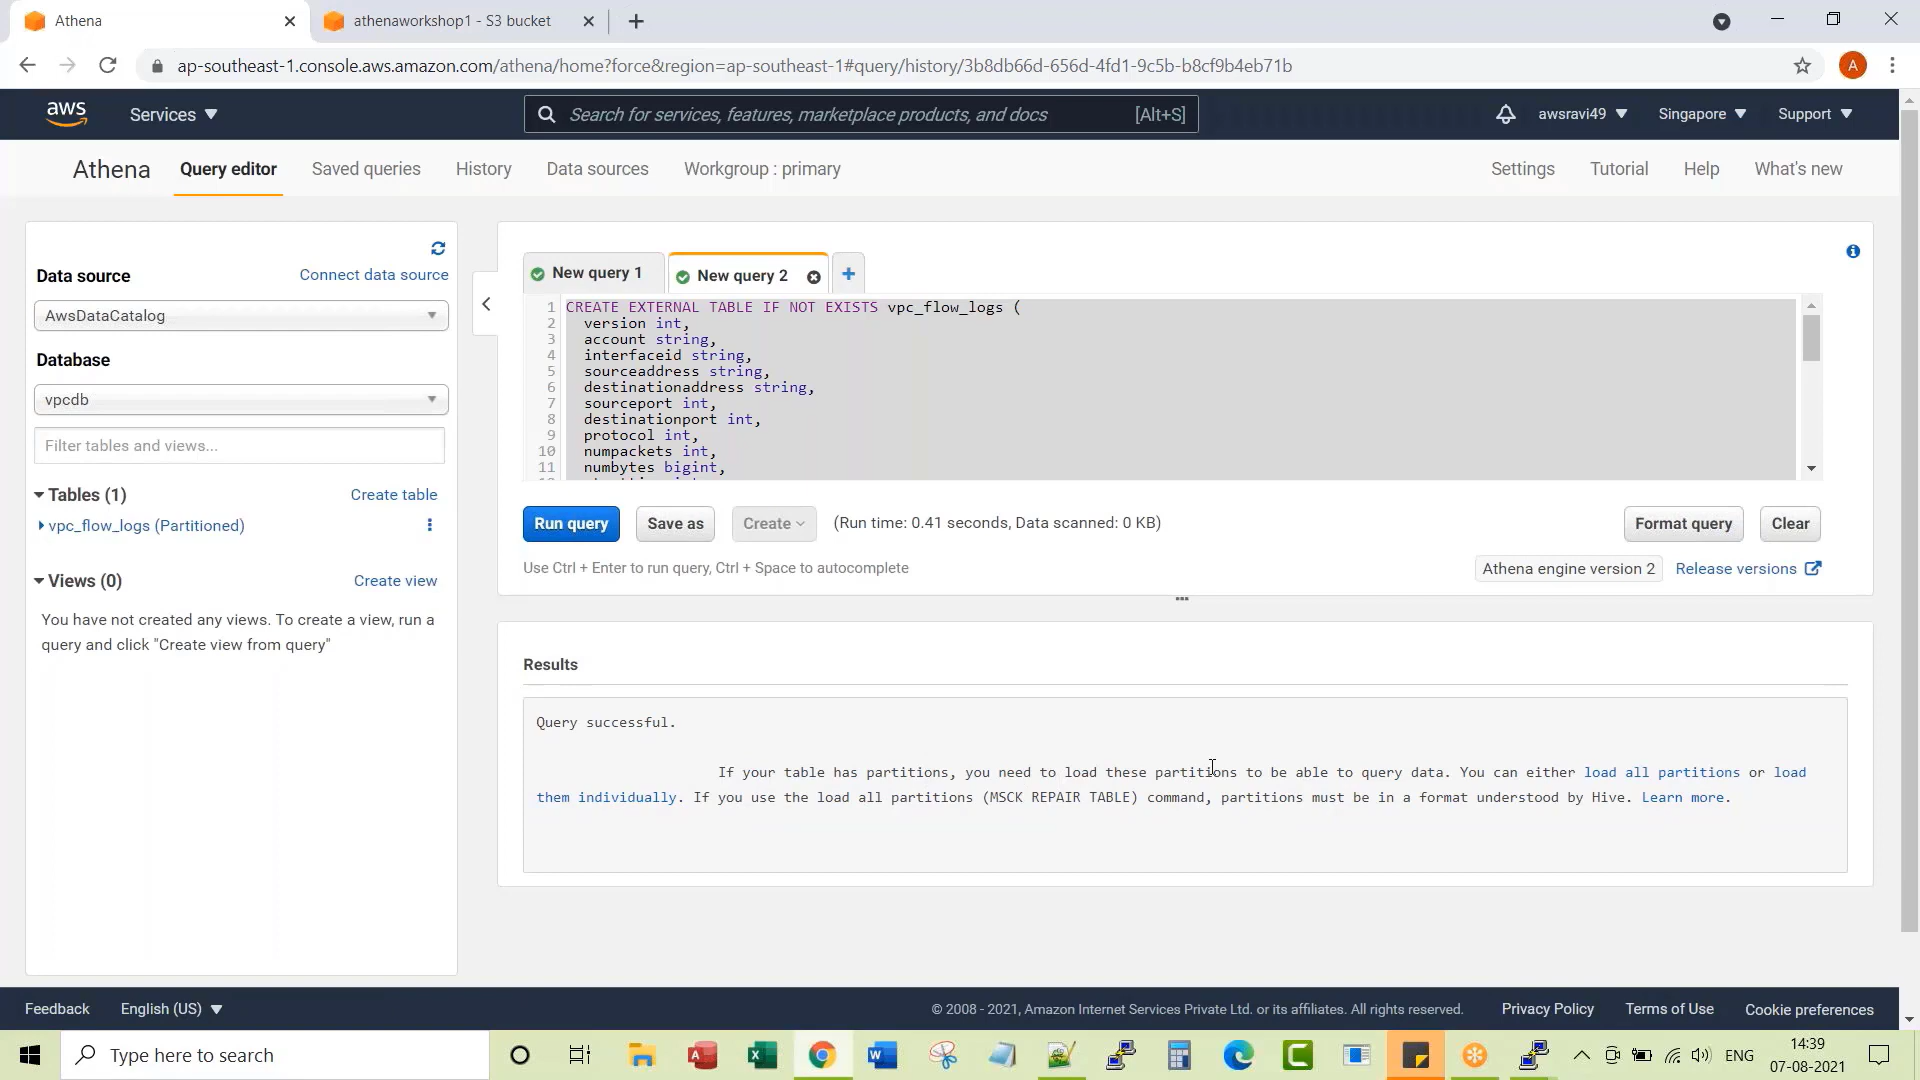 Athena
athenaworkshop1 - S3 bucket
ap-southeast-1.console.aws.amazon.com/athena/home?force&region=ap-southeast-1#query/history/3b8db66d-656d-4fd1-9c5b-b8cf9b4eb71b
A
aws
Services
Search for services, features, marketplace products, and docs
[Alt+S]
awsravi49
Singapore
Support
Athena
Query editor
Saved queries
History
Data sources
Workgroup : primary
Settings
Tutorial
Help
What's new
Data source
Connect data source
AwsDataCatalog
Database
vpcdb
Filter tables and views...
Tables (1)
Create table
vpc_flow_logs (Partitioned)
Views (0)
Create view
You have not created any views. To create a view, run a
query and click "Create view from query"
New query 1
New query 2
1 CREATE EXTERNAL TABLE IF NOT EXISTS vpc_flow_logs (
2 version int,
3 account string,
4 interfaceid string,
5 sourceaddress string,
6 destinationaddress string,
7 sourceport int,
8 destinationport int,
9 protocol int,
10 numpackets int,
11 numbytes bigint,
Run query
Save as
Create
(Run time: 0.41 seconds, Data scanned: 0 KB)
Format query
Clear
Use Ctrl + Enter to run query, Ctrl + Space to autocomplete
Athena engine version 2
Release versions
Results
Query successful.
If your table has partitions, you need to load these partitions to be able to query data. You can either load all partitions or load
them individually. If you use the load all partitions (MSCK REPAIR TABLE) command, partitions must be in a format understood by Hive. Learn more.
Feedback
English (US)
© 2008 - 2021, Amazon Internet Services Private Ltd. or its affiliates. All rights reserved.
Privacy Policy
Terms of Use
Cookie preferences
Type here to search
ENG
14:39
07-08-2021